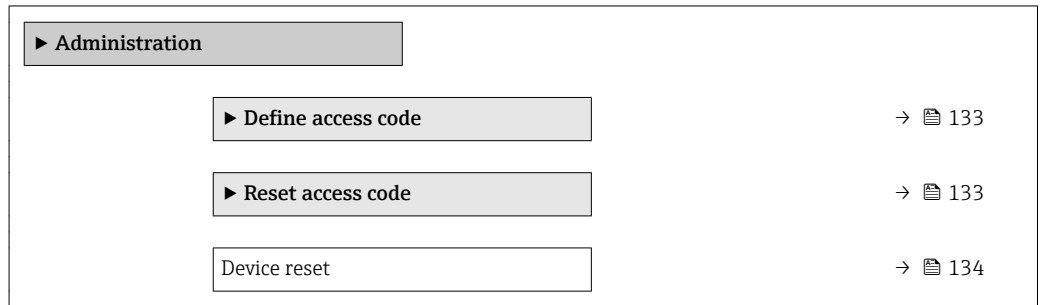 ▶ Administration
▶ Define access code → 133
▶ Reset access code → 133
Device reset → 134